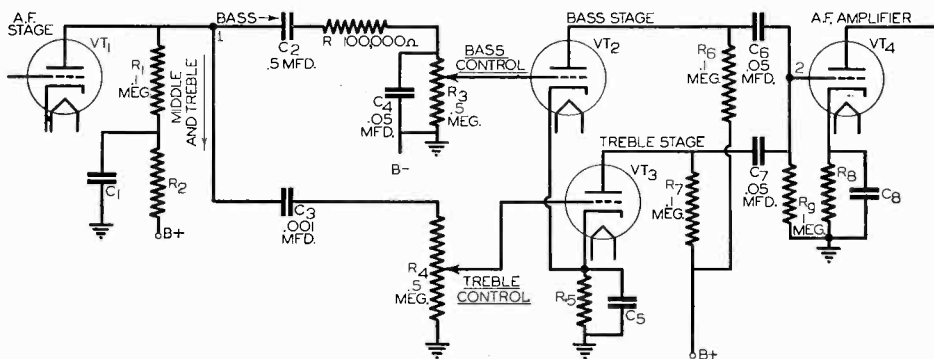 A.F.
STAGE
VT1
R1
.1
MEG.
MIDDLE
AND TREBLE
C1
R2
B+
BASS→
1
C2
.5 MFD.
R 100,000Ω
C4
.05
MFD.
B-
BASS
CONTROL
R3
.5
MEG.
C3
.001
MFD.
R4
.5
MEG.
TREBLE
CONTROL
BASS STAGE
VT2
TREBLE STAGE
VT3
R5
C5
R6
.1
MEG.
R7
.1
MEG.
B+
C6
.05
MFD.
2
C7
.05
MFD.
R9
1
MEG.
A.F. AMPLIFIER
VT4
R8
C8